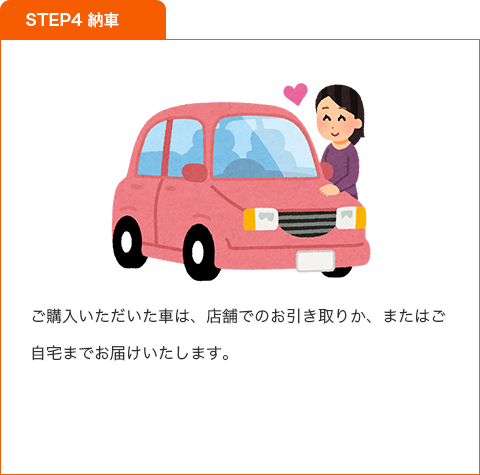 STEP4 納車
ご購入いただいた車は、店舗でのお引き取りか、またはご
自宅までお届けいたします。